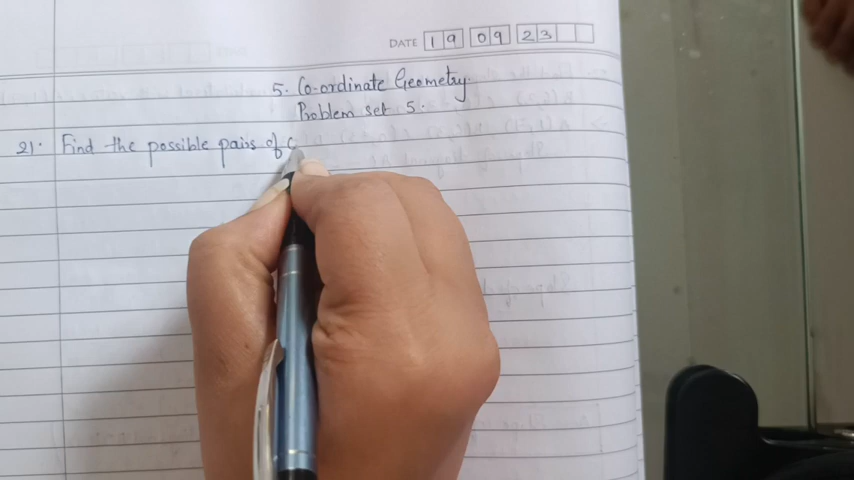 DATE 19 09 23
5. Co-ordinate Geometry.
Problem set 5.
21. Find the possible pairs of c